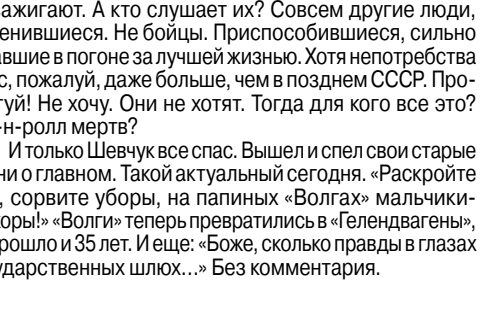 ажигают. А кто слушает их? Совсем другие люди,
енившиеся. Не бойцы. Приспособившиеся, сильно
авшие в погоне за лучшей жизнью. Хотя непотребства
с, пожалуй, даже больше, чем в позднем СССР. Про-
туй! Не хочу. Они не хотят. Тогда для кого все это?
-н-ролл мертв?
И только Шевчук все спас. Вышел и спел свои старые
ни о главном. Такой актуальный сегодня. «Раскройте
, сорвите уборы, на папиных «Волгах» мальчики-
оры!» «Волги» теперь превратились в «Гелендвагены»,
рошло и 35 лет. И еще: «Боже, сколько правды в глазах
ударственных шлюх...» Без комментария.